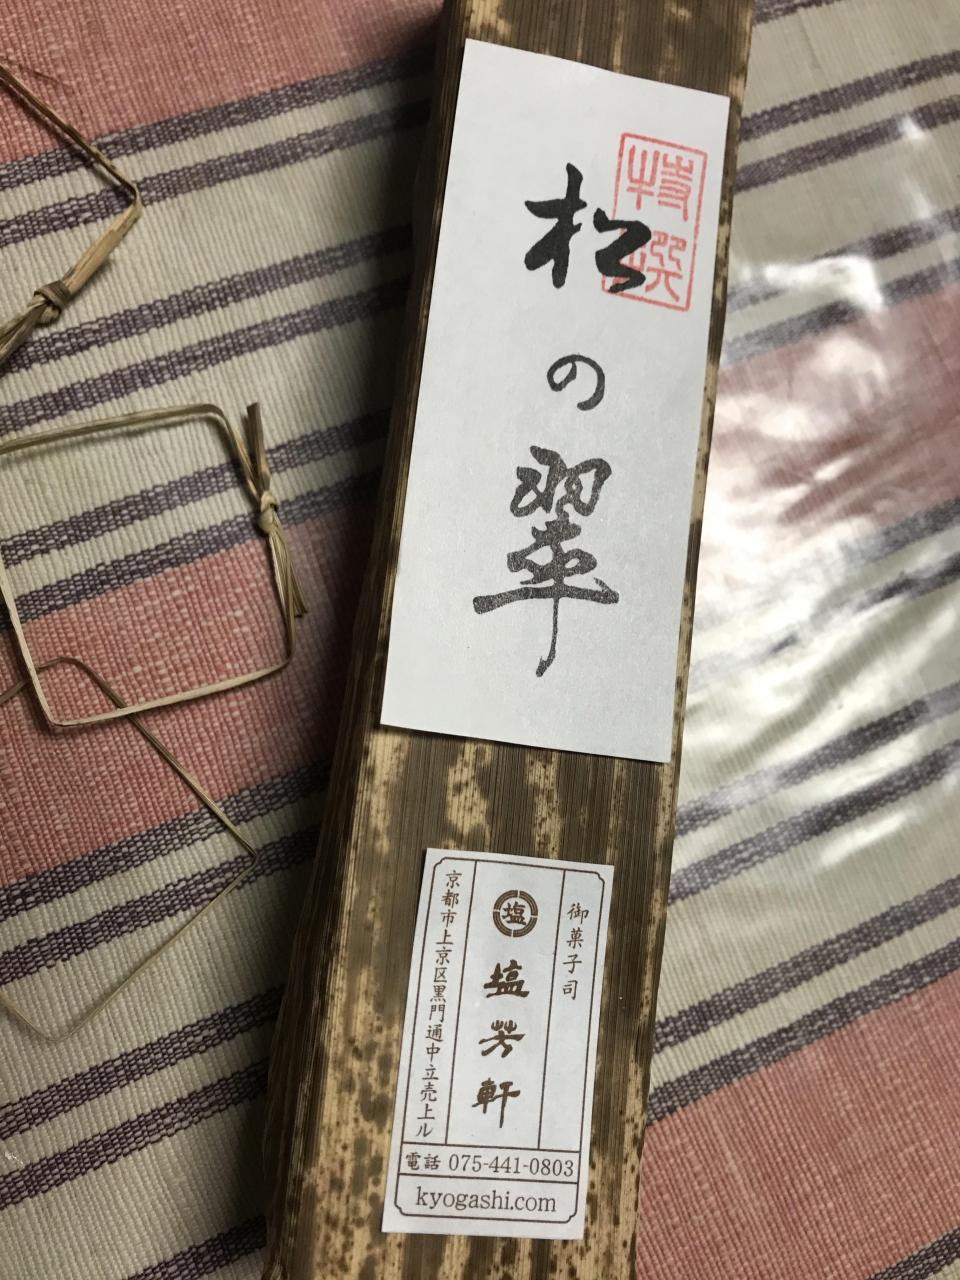 特撰
松の翠
御菓子司
塩
塩芳軒
京都市上京区黒門通中立売上ル
電話 075-441-0803
kyogashi.com